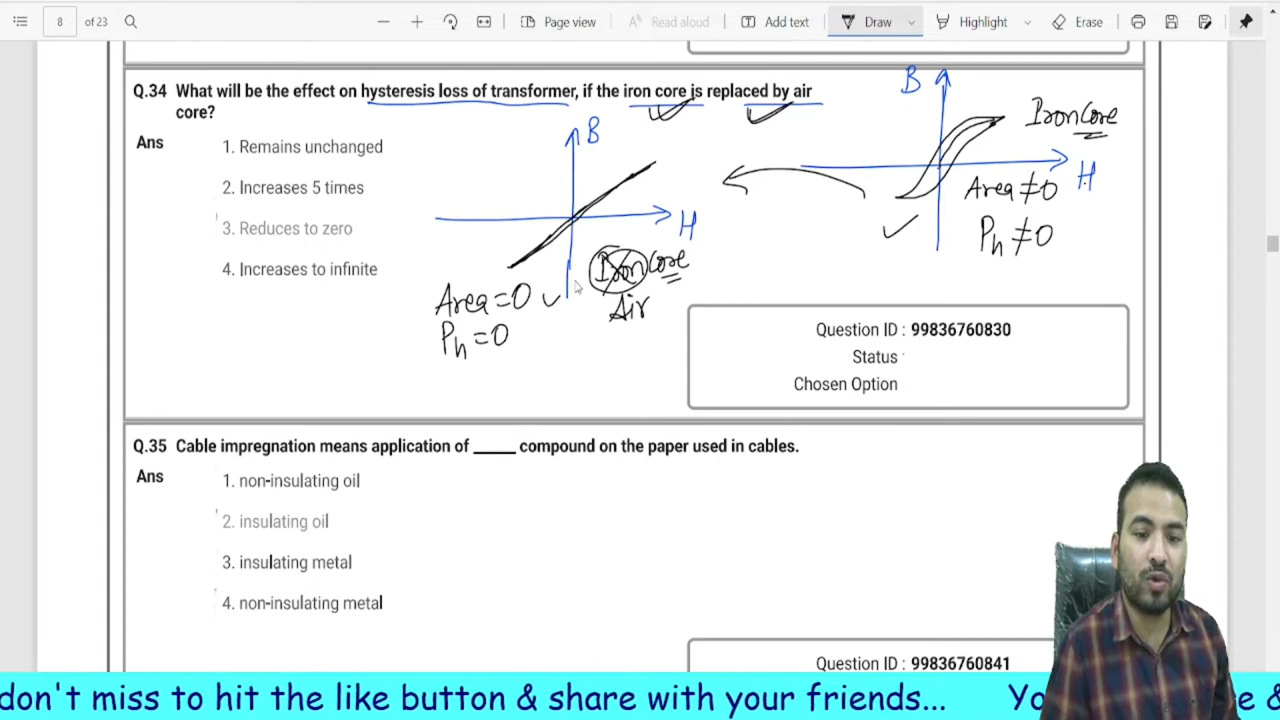 8 of 23
Page view
Read aloud
Add text
Draw
Highlight
Erase
Q.34 What will be the effect on hysteresis loss of transformer, if the iron core is replaced by air
core?
Ans
1. Remains unchanged
2. Increases 5 times
3. Reduces to zero
4. Increases to infinite
B
H
Iron Core
Air
Area = 0
Ph = 0
B
H
Iron Core
Area ≠ 0
Ph ≠ 0
Question ID : 99836760830
Status
Chosen Option
Q.35 Cable impregnation means application of _____ compound on the paper used in cables.
Ans
1. non-insulating oil
2. insulating oil
3. insulating metal
4. non-insulating metal
Question ID : 99836760841
don't miss to hit the like button & share with your friends...